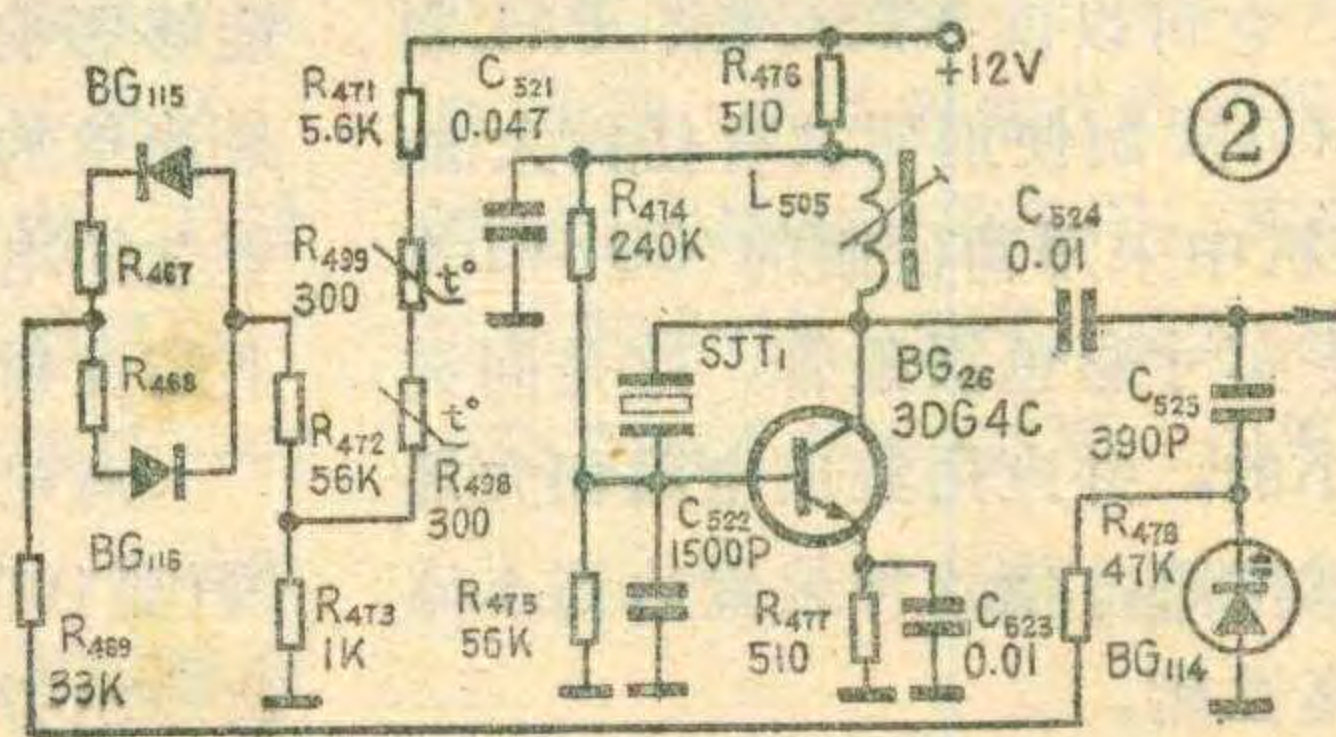 BG₁₁₅
R₄₇₁
5.6K
C₅₂₁
0.047
R₄₇₆
510
+12V
②
R₄₆₇
R₄₉₉
300
t°
R₄₇₄
240K
L₅₀₅
C₅₂₄
0.01
R₄₆₈
R₄₇₂
56K
t°
R₄₉₈
300
SJT₁
BG₂₆
3DG4C
C₅₂₅
390P
BG₁₁₆
C₅₂₂
1500P
R₄₇₈
47K
R₄₆₉
33K
R₄₇₃
1K
R₄₇₅
56K
R₄₇₇
510
C₅₂₃
0.01
BG₁₁₄